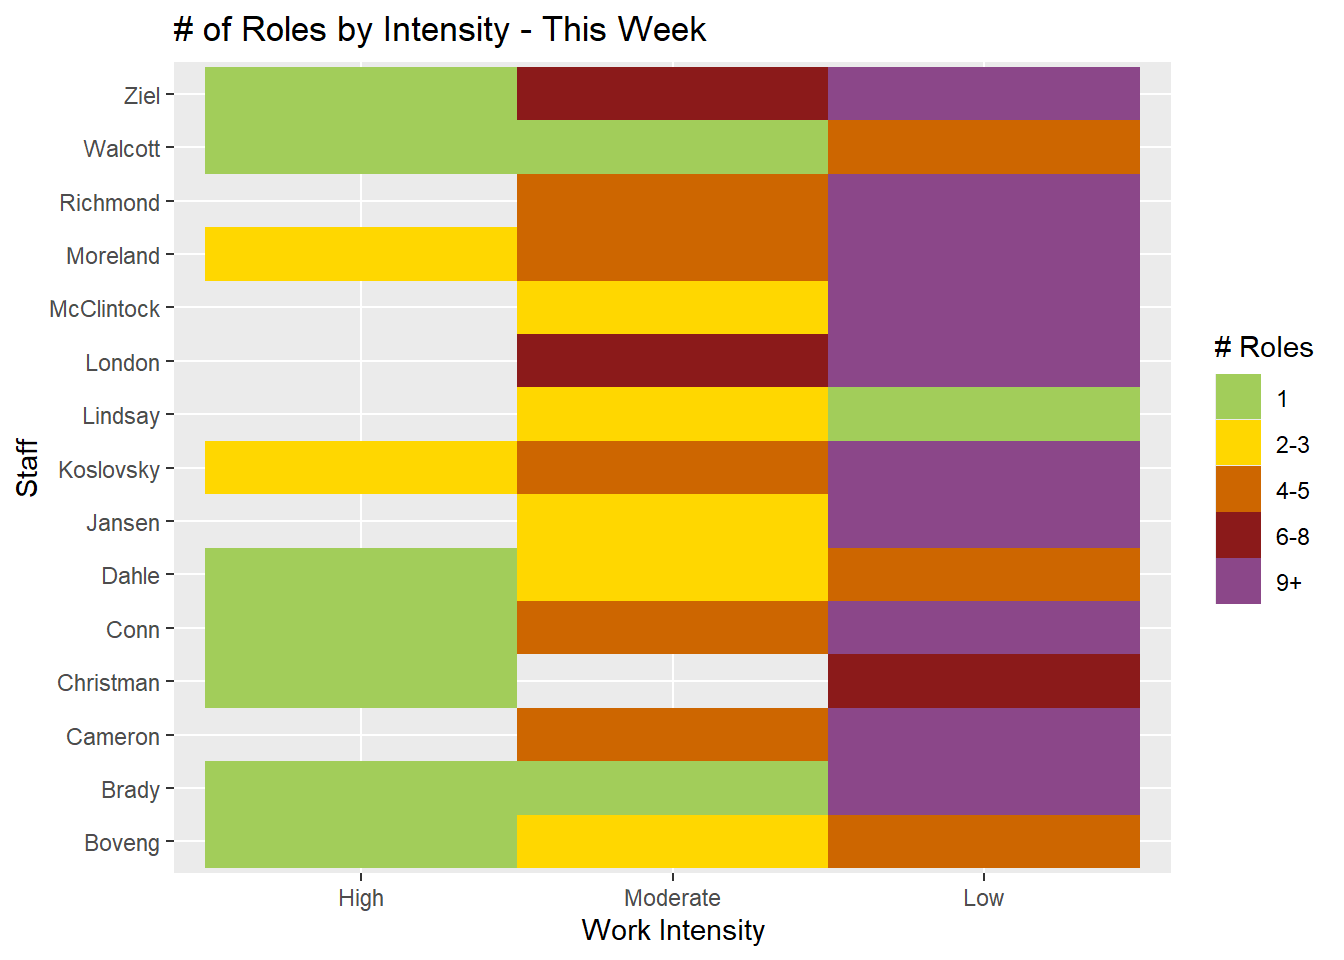 # of Roles by Intensity - This Week
Ziel
Walcott
Richmond
Moreland
McClintock
London
Lindsay
Koslovsky
Jansen
Dahle
Conn
Christman
Cameron
Brady
Boveng
Staff
High Moderate Low
Work Intensity
# Roles
1
2-3
4-5
6-8
9+